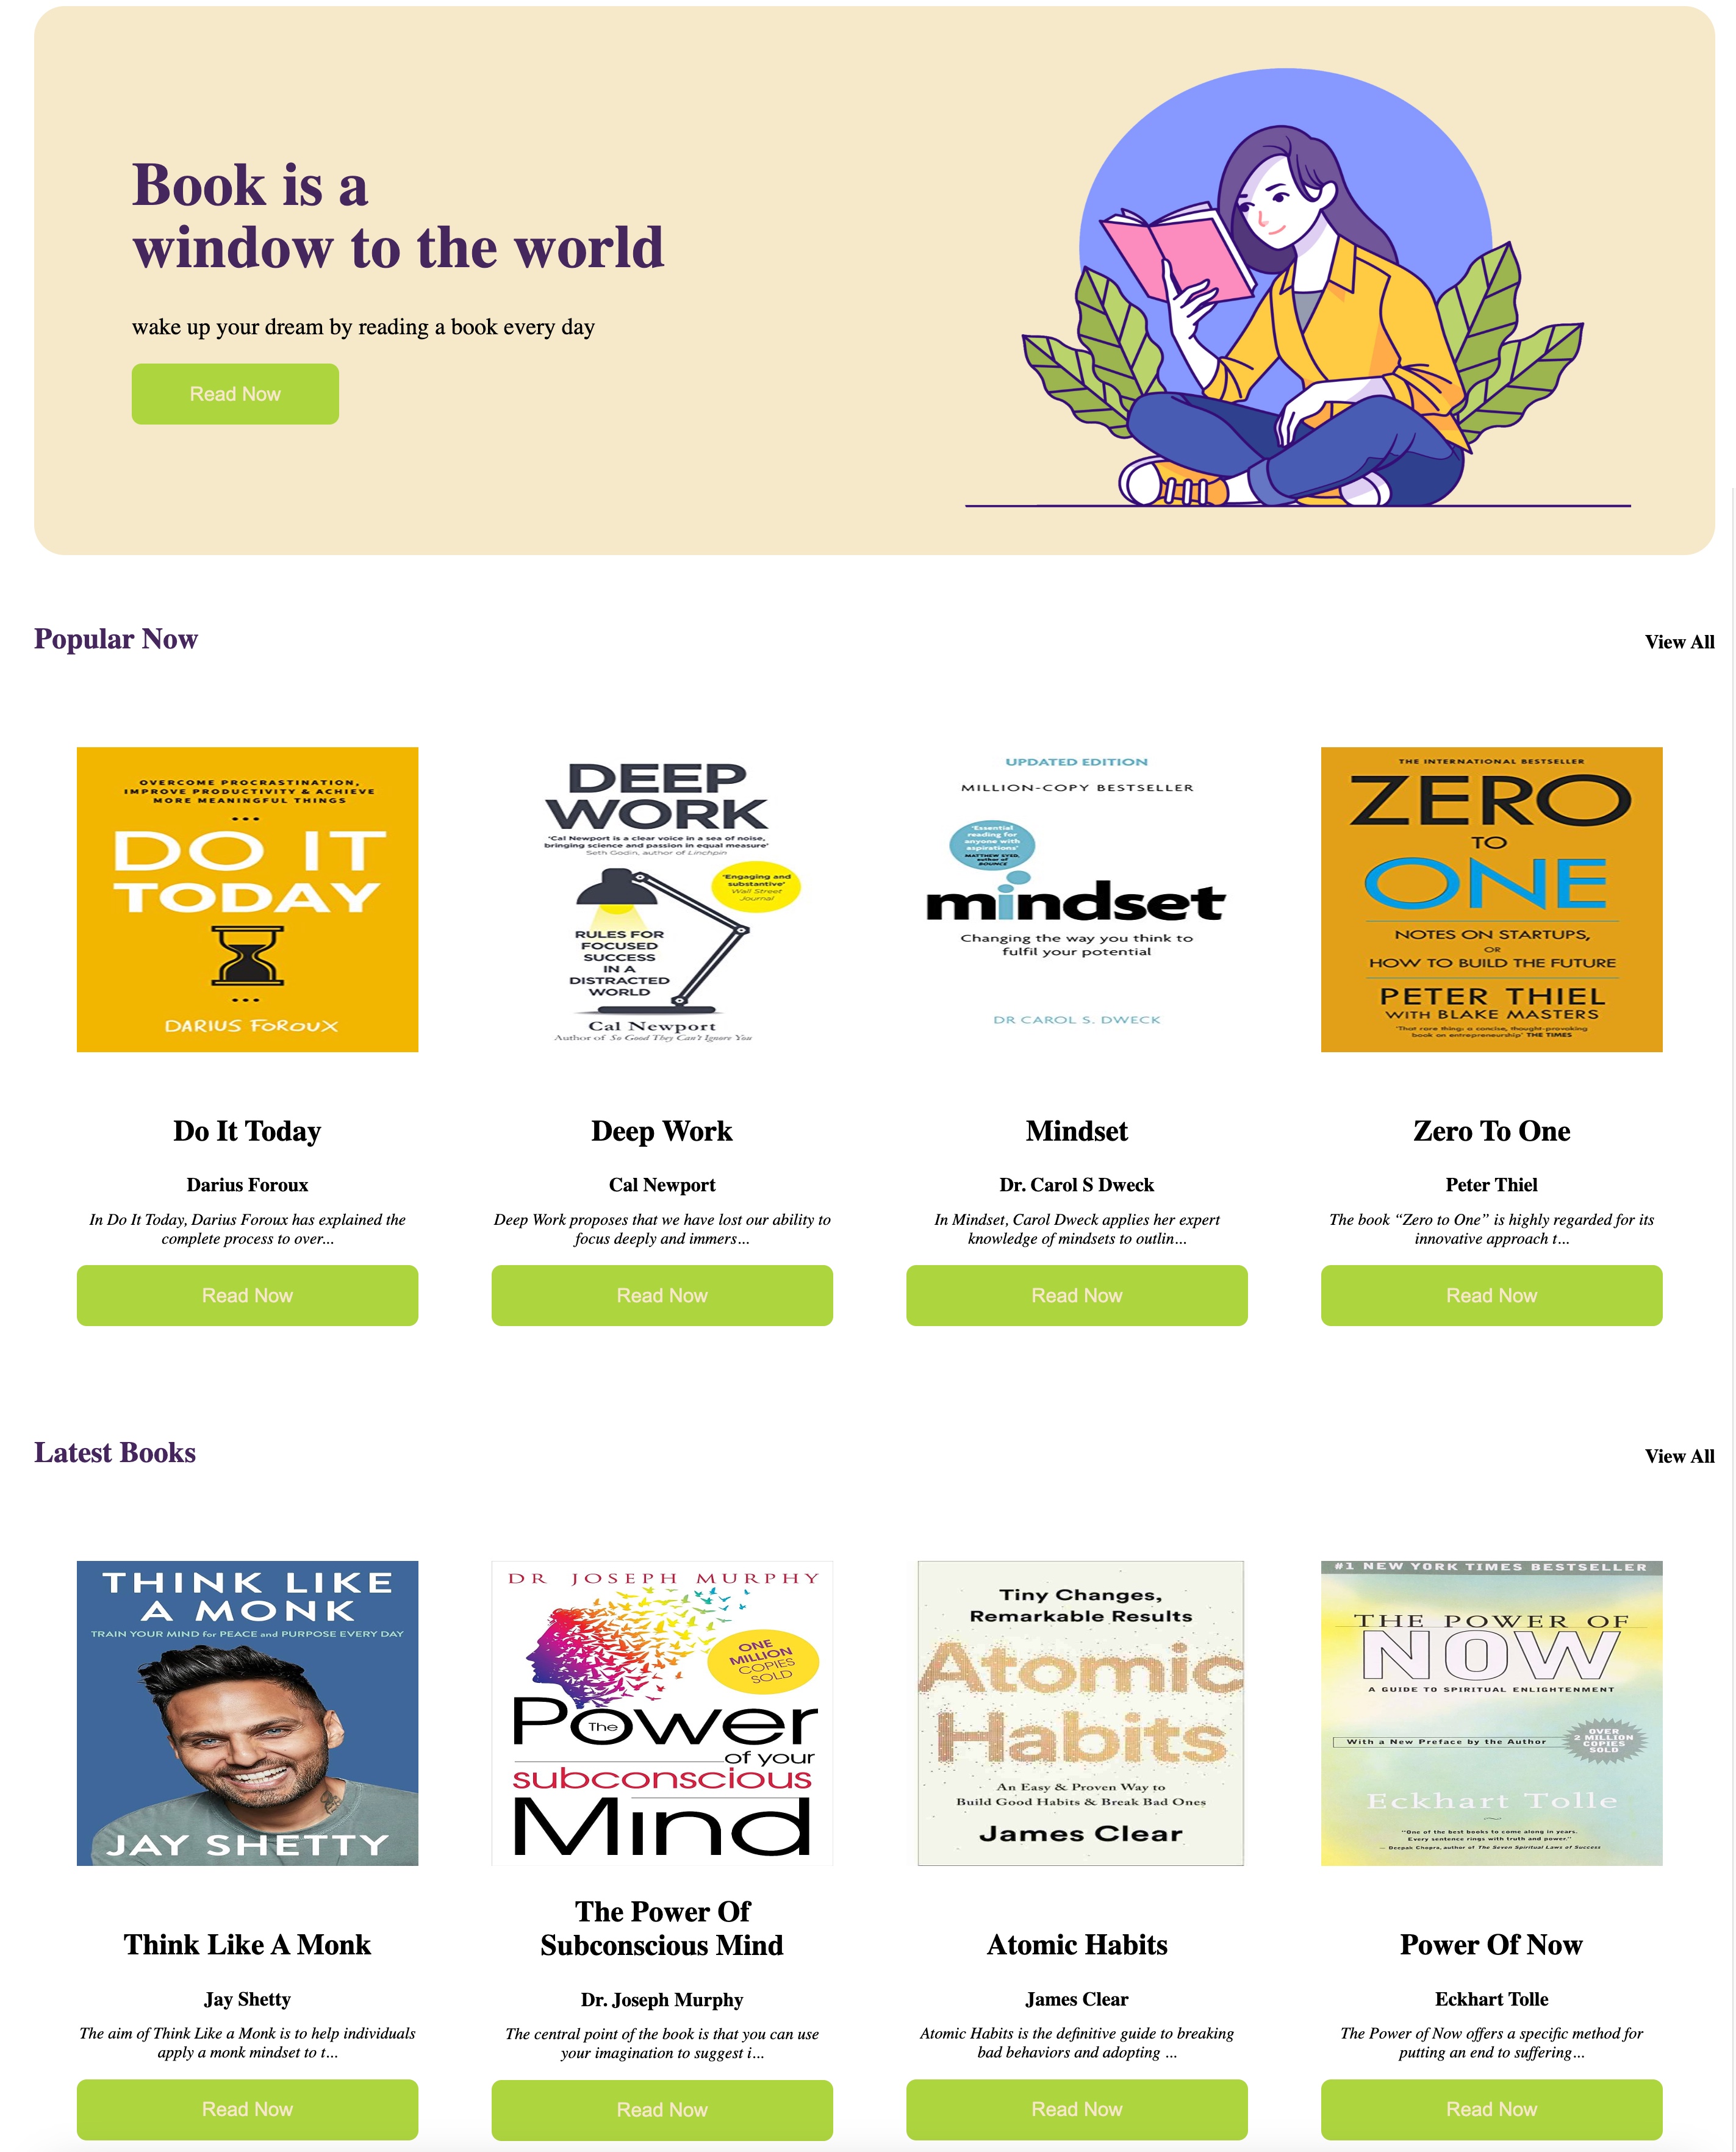 Book is a
window to the world
wake up your dream by reading a book every day
Read Now
Popular Now
View All
OVERCOME PROCRASTINATION,
IMPROVE PRODUCTIVITY & ACHIEVE
MORE MEANINGFUL THINGS
DO IT
TODAY
DARIUS FOROUX
DEEP
WORK
'Cal Newport is a clear voice in a sea of noise,
bringing science and passion in equal measure'
Seth Godin, author of Linchpin
'Engaging and
substantive'
Wall Street
Journal
RULES FOR
FOCUSED
SUCCESS
IN A
DISTRACTED
WORLD
Cal Newport
Author of So Good They Can't Ignore You
UPDATED EDITION
MILLION-COPY BESTSELLER
'Essential
reading for
anyone with
aspirations'
MATTHEW SYED,
author of
BOUNCE
mindset
Changing the way you think to
fulfil your potential
DR CAROL S. DWECK
THE INTERNATIONAL BESTSELLER
ZERO
TO
ONE
NOTES ON STARTUPS,
OR
HOW TO BUILD THE FUTURE
PETER THIEL
WITH BLAKE MASTERS
'That rare thing: a concise, thought-provoking
book on entrepreneurship' THE TIMES
Do It Today
Darius Foroux
In Do It Today, Darius Foroux has explained the
complete process to over...
Read Now
Deep Work
Cal Newport
Deep Work proposes that we have lost our ability to
focus deeply and immers...
Read Now
Mindset
Dr. Carol S Dweck
In Mindset, Carol Dweck applies her expert
knowledge of mindsets to outlin...
Read Now
Zero To One
Peter Thiel
The book “Zero to One” is highly regarded for its
innovative approach t...
Read Now
Latest Books
View All
THINK LIKE
A MONK
TRAIN YOUR MIND for PEACE and PURPOSE EVERY DAY
JAY SHETTY
DR JOSEPH MURPHY
ONE
MILLION
COPIES
SOLD
The
Power
of your
subconscious
Mind
Tiny Changes,
Remarkable Results
Atomic
Habits
An Easy & Proven Way to
Build Good Habits & Break Bad Ones
James Clear
#1 NEW YORK TIMES BESTSELLER
THE POWER OF
NOW
A GUIDE TO SPIRITUAL ENLIGHTENMENT
With a New Preface by the Author
OVER
2 MILLION
COPIES
SOLD
Eckhart Tolle
"One of the best books to come along in years.
Every sentence rings with truth and power."
— Deepak Chopra, author of The Seven Spiritual Laws of Success
Think Like A Monk
Jay Shetty
The aim of Think Like a Monk is to help individuals
apply a monk mindset to t...
Read Now
The Power Of
Subconscious Mind
Dr. Joseph Murphy
The central point of the book is that you can use
your imagination to suggest i...
Read Now
Atomic Habits
James Clear
Atomic Habits is the definitive guide to breaking
bad behaviors and adopting ...
Read Now
Power Of Now
Eckhart Tolle
The Power of Now offers a specific method for
putting an end to suffering...
Read Now